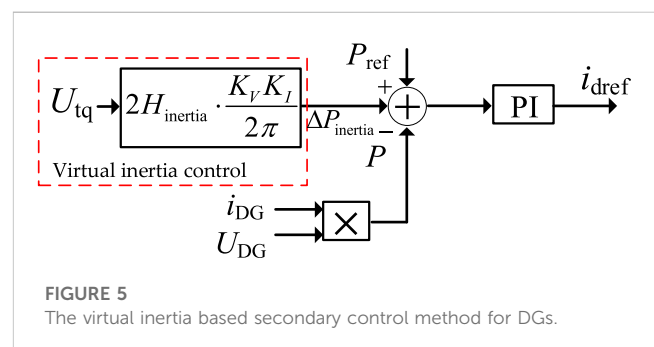 P_ref
U_tq
2H_inertia · K_V K_I / 2π
ΔP_inertia
+
+
−
P
PI
i_dref
Virtual inertia control
i_DG
U_DG
×
FIGURE 5
The virtual inertia based secondary control method for DGs.